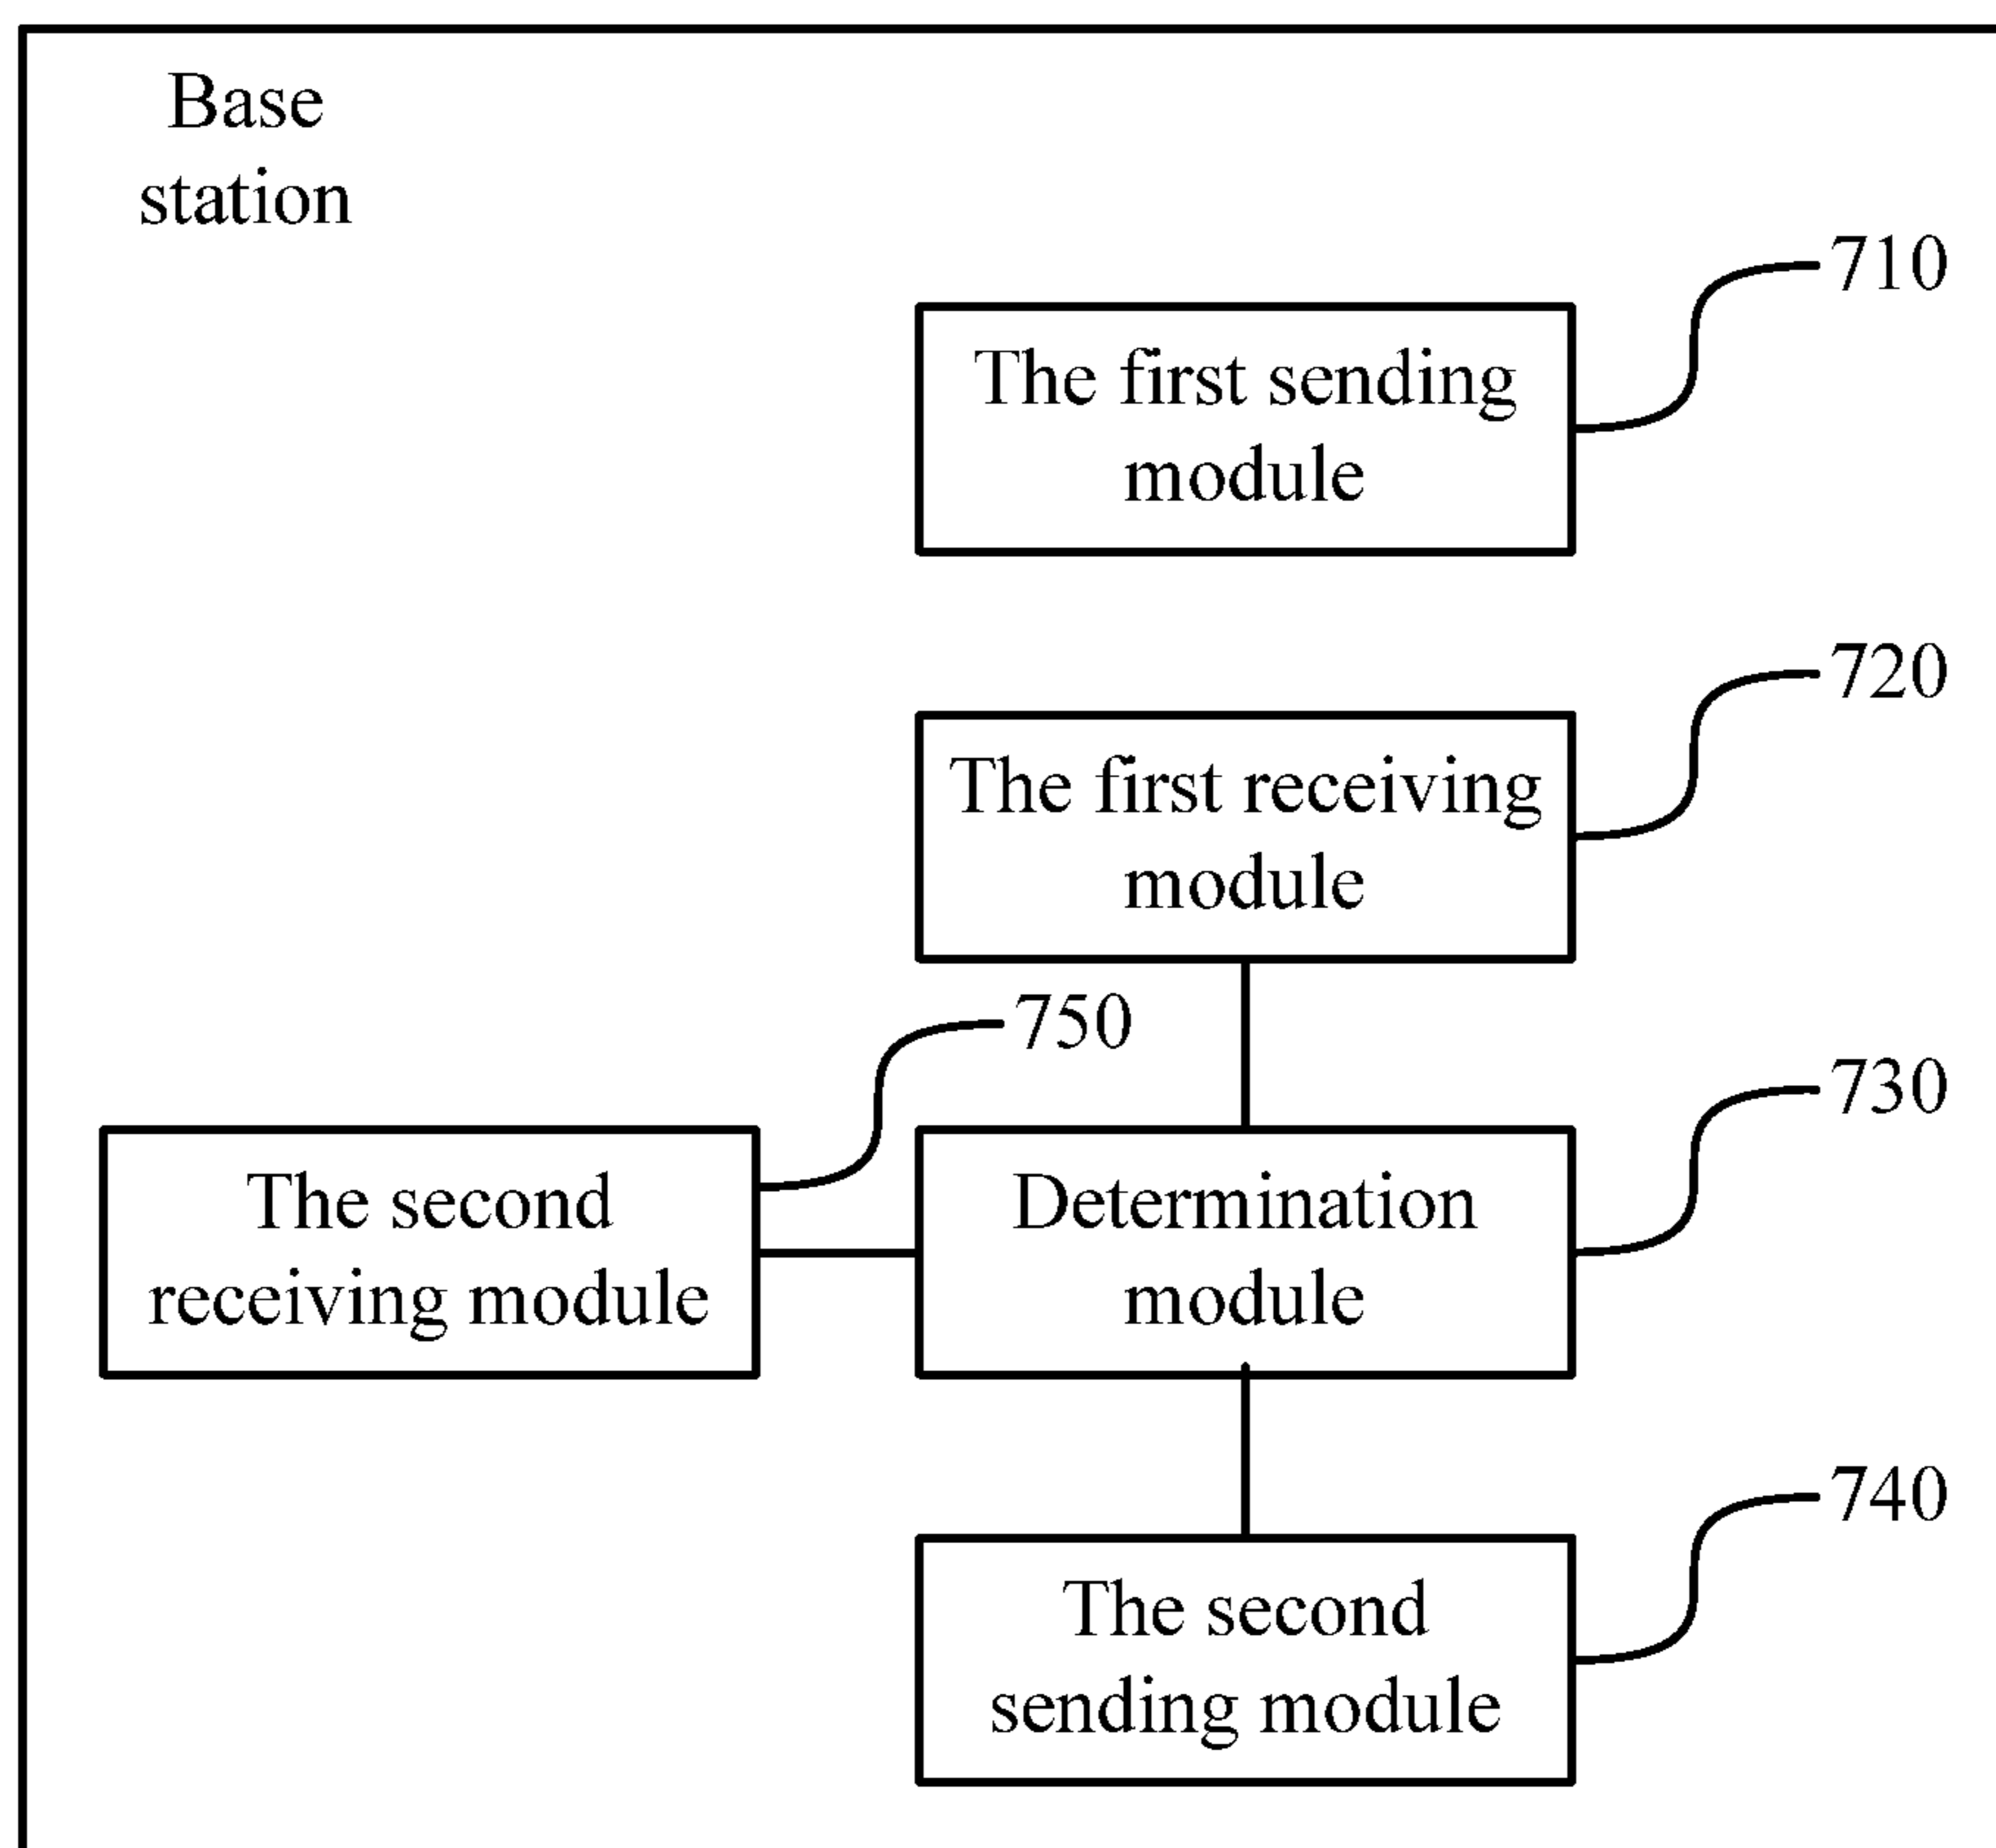 Base
station
710
The first sending
module
720
The first receiving
module
750
730
The second
receiving module
Determination
module
740
The second
sending module